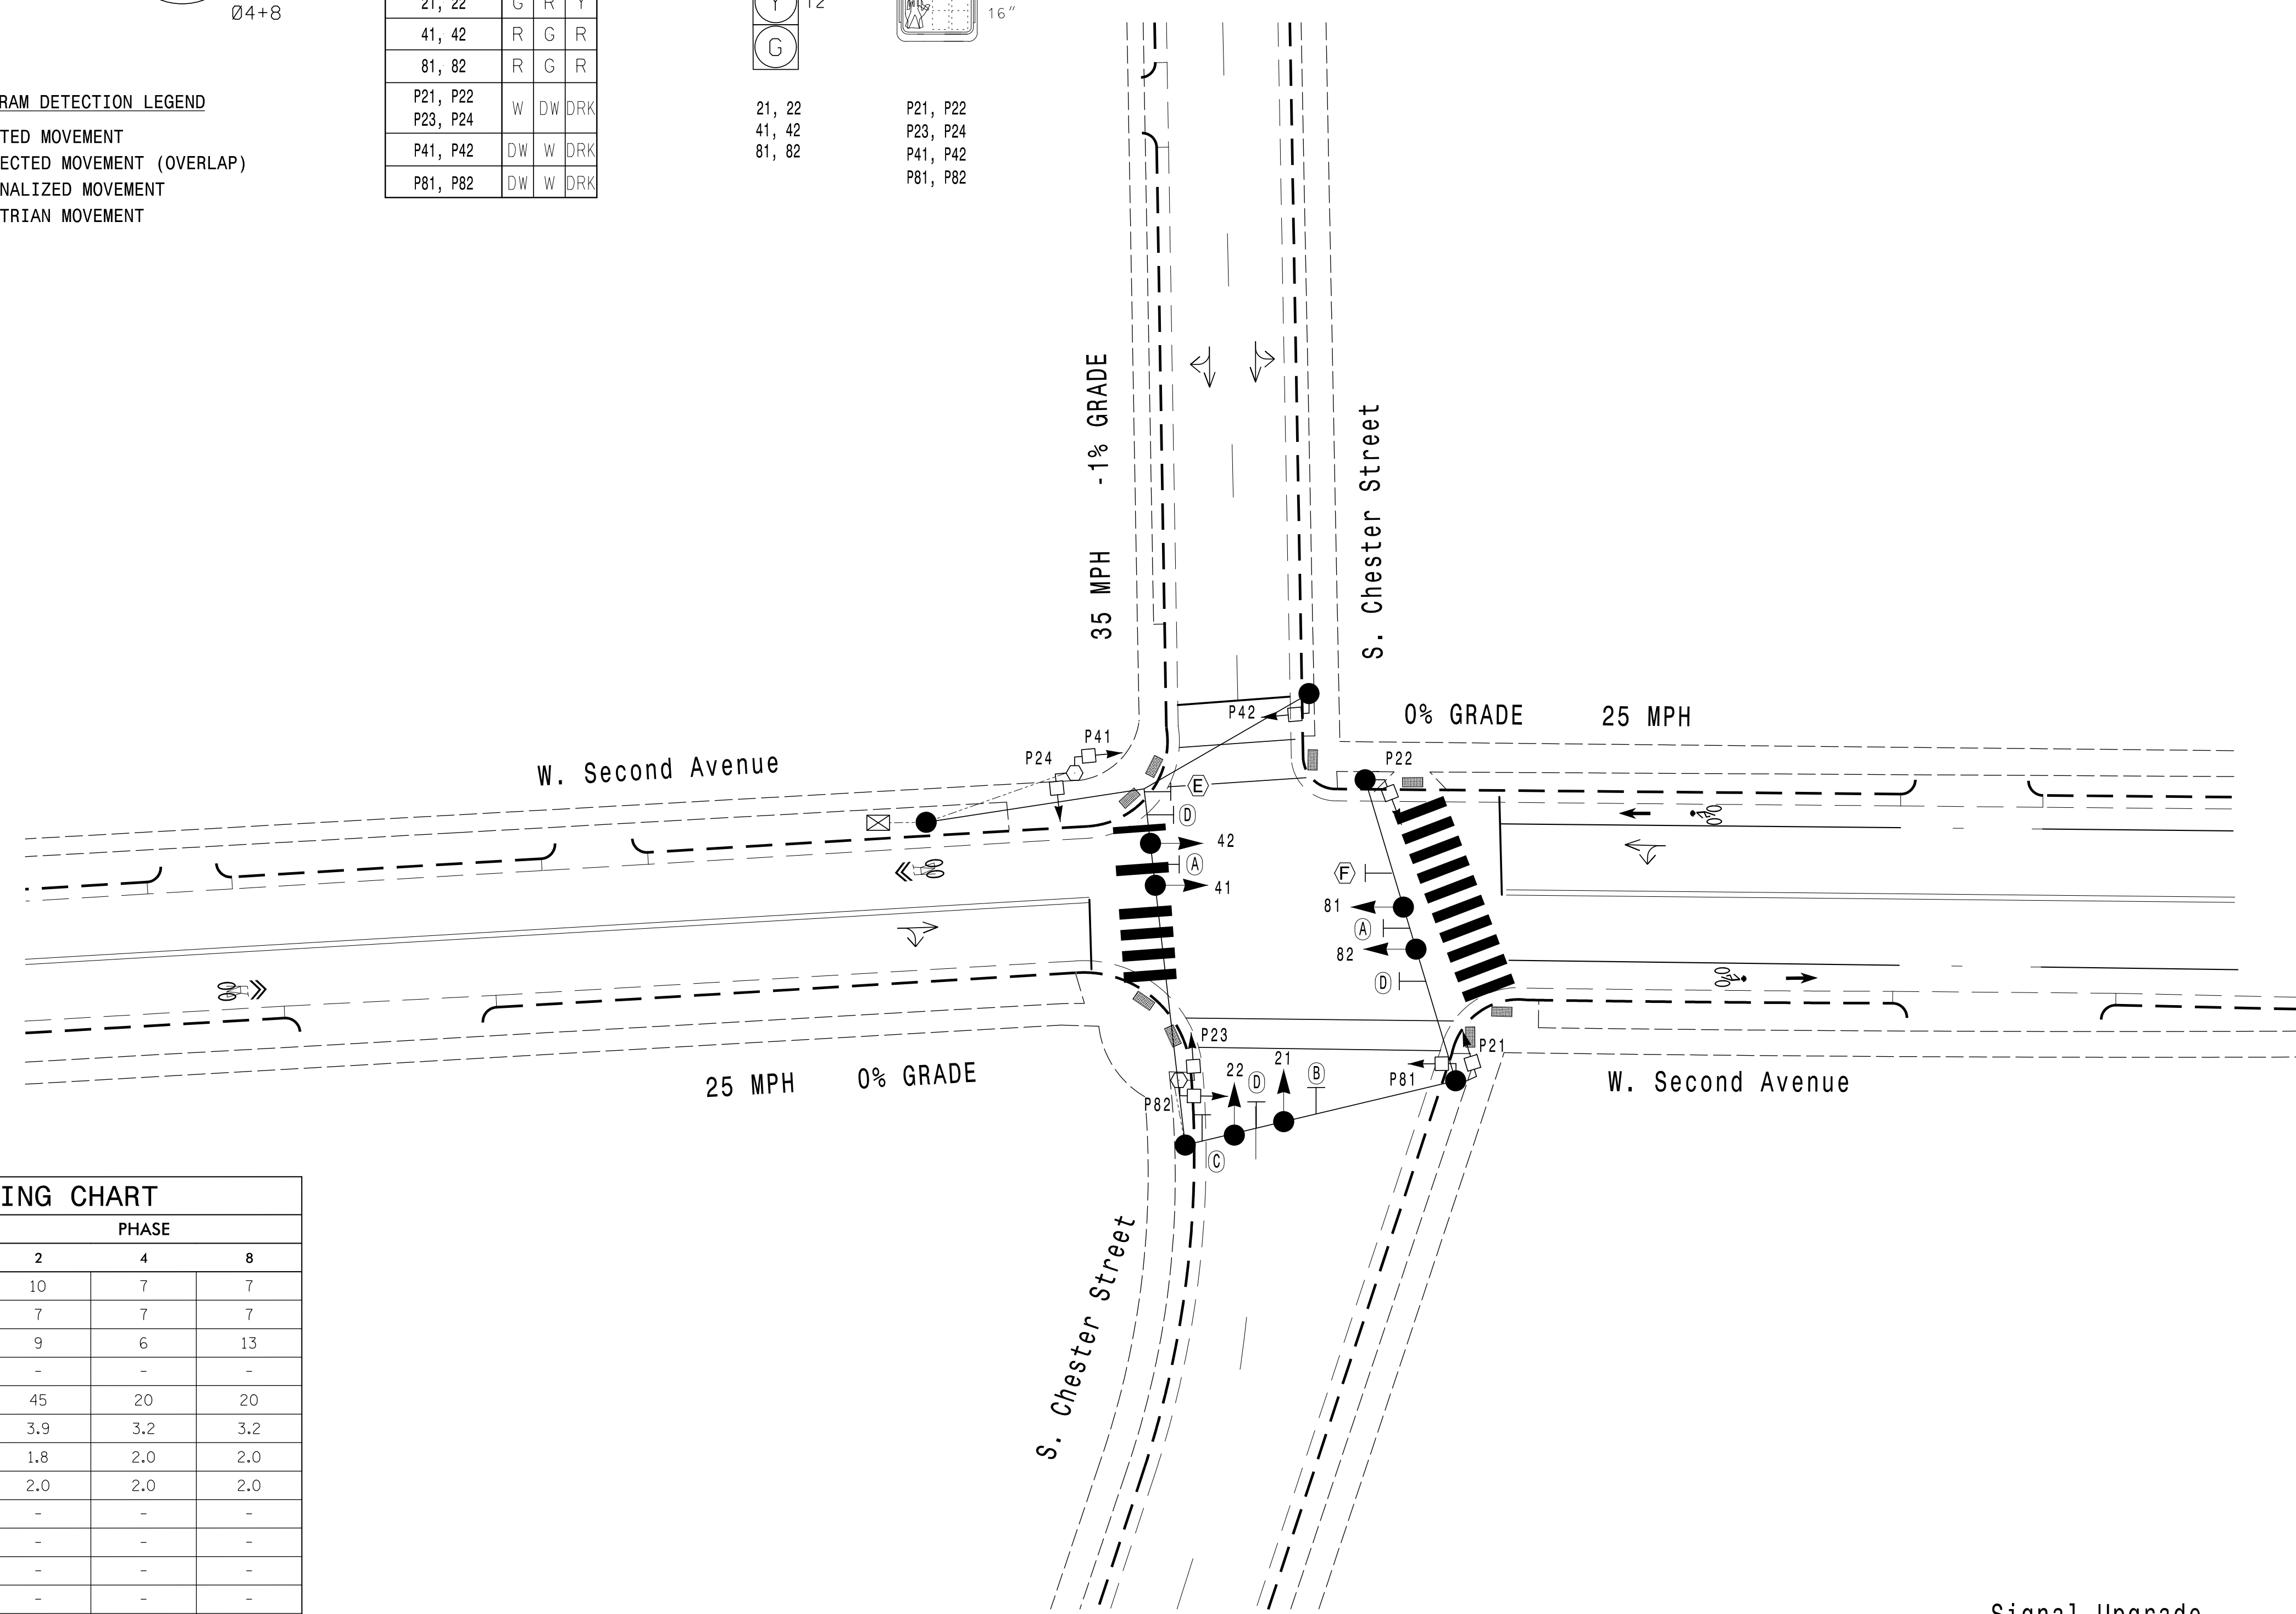 Ø4+8
21, 22 G R Y
41, 42 R G R
81, 82 R G R
P21, P22
P23, P24 W DW DRK
P41, P42 DW W DRK
P81, P82 DW W DRK
Y 12"
G
16"
21, 22
41, 42
81, 82
P21, P22
P23, P24
P41, P42
P81, P82
RAM DETECTION LEGEND
TED MOVEMENT
ECTED MOVEMENT (OVERLAP)
NALIZED MOVEMENT
TRIAN MOVEMENT
35 MPH -1% GRADE
S. Chester Street
0% GRADE 25 MPH
W. Second Avenue
P42
P41
P24
P22
E
D
42
A
41
F
81
A
82
D
P23
P21
22
D
21
B
P81
P82
C
25 MPH 0% GRADE
W. Second Avenue
S. Chester Street
ING CHART
PHASE
2 4 8
10 7 7
7 7 7
9 6 13
- - -
45 20 20
3.9 3.2 3.2
1.8 2.0 2.0
2.0 2.0 2.0
- - -
- - -
- - -
- - -
Signal Upgrade